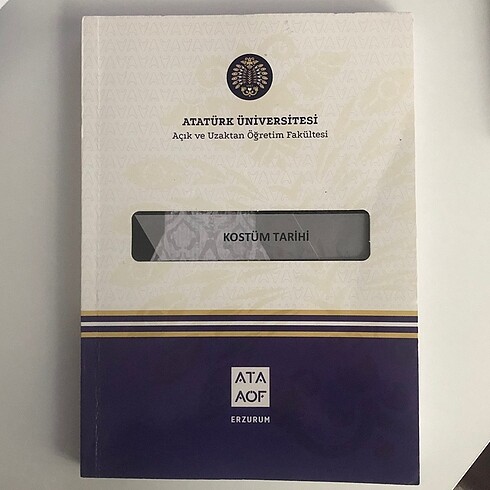 ATATÜRK ÜNİVERSİTESİ
Açık ve Uzaktan Öğretim Fakültesi
KOSTÜM TARİHİ
ATA
AOF
ERZURUM